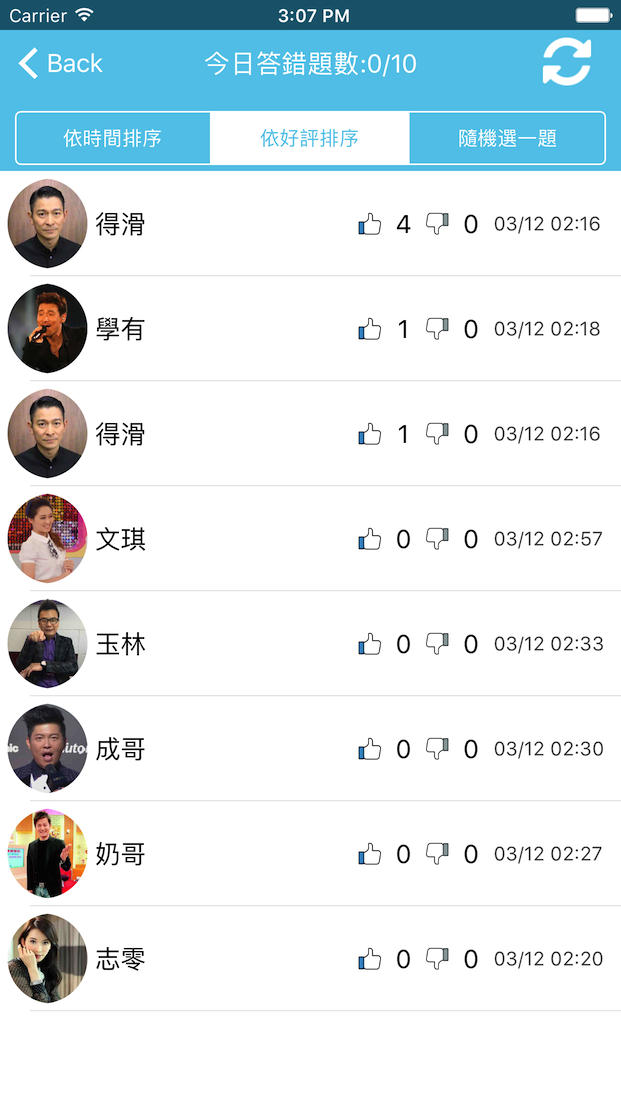 Carrier 3:07 PM
Back 今日答錯題數:0/10
依時間排序 依好評排序 隨機選一題
得滑 4 0 03/12 02:16
學有 1 0 03/12 02:18
得滑 1 0 03/12 02:16
文琪 0 0 03/12 02:57
玉林 0 0 03/12 02:33
成哥 0 0 03/12 02:30
奶哥 0 0 03/12 02:27
志零 0 0 03/12 02:20